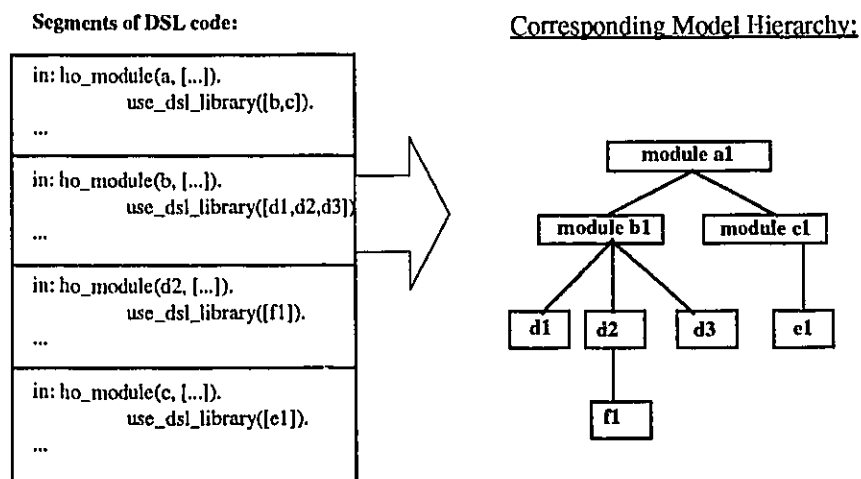 Segments of DSL code:
in: ho_module(a, [...]).
use_dsl_library([b,c]).
...
in: ho_module(b, [...]).
use_dsl_library([d1,d2,d3])
...
in: ho_module(d2, [...]).
use_dsl_library([f1]).
...
in: ho_module(c, [...]).
use_dsl_library([e1]).
...
Corresponding Model Hierarchy:
module a1
module b1 module c1
d1 d2 d3 e1
f1